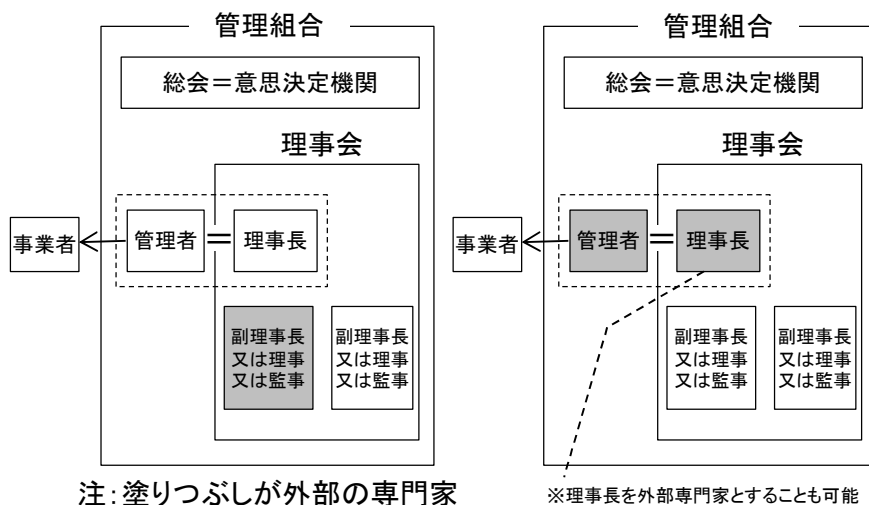 管理組合
総会=意思決定機関
理事会
事業者
管理者
=
理事長
副理事長
又は理事
又は監事
副理事長
又は理事
又は監事
注:塗りつぶしが外部の専門家
管理組合
総会=意思決定機関
理事会
事業者
管理者
=
理事長
副理事長
又は理事
又は監事
副理事長
又は理事
又は監事
※理事長を外部専門家とすることも可能